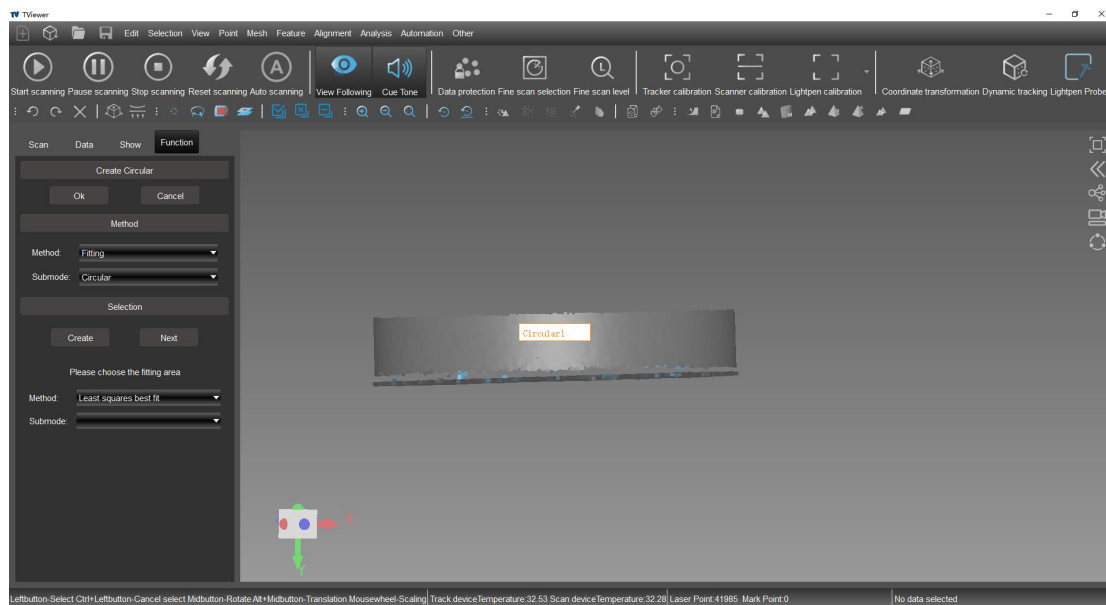 TViewer
Edit Selection View Point Mesh Feature Alignment Analysis Automation Other
Start scanning Pause scanning Stop scanning Reset scanning Auto scanning View Following Cue Tone Data protection Fine scan selection Fine scan level Tracker calibration Scanner calibration Lightpen calibration Coordinate transformation Dynamic tracking Lightpen Probe
Scan Data Show Function
Create Circular
Ok Cancel
Method
Method: Fitting
Submode: Circular
Selection
Create Next
Please choose the fitting area
Method: Least squares best fit
Submode:
Circular1
X
Y
Leftbutton-Select Ctrl+Leftbutton-Cancel select Midbutton-Rotate Alt+Midbutton-Translation Mousewheel-Scaling Track deviceTemperature:32.53 Scan deviceTemperature:32.28 Laser Point:41985 Mark Point:0 No data selected